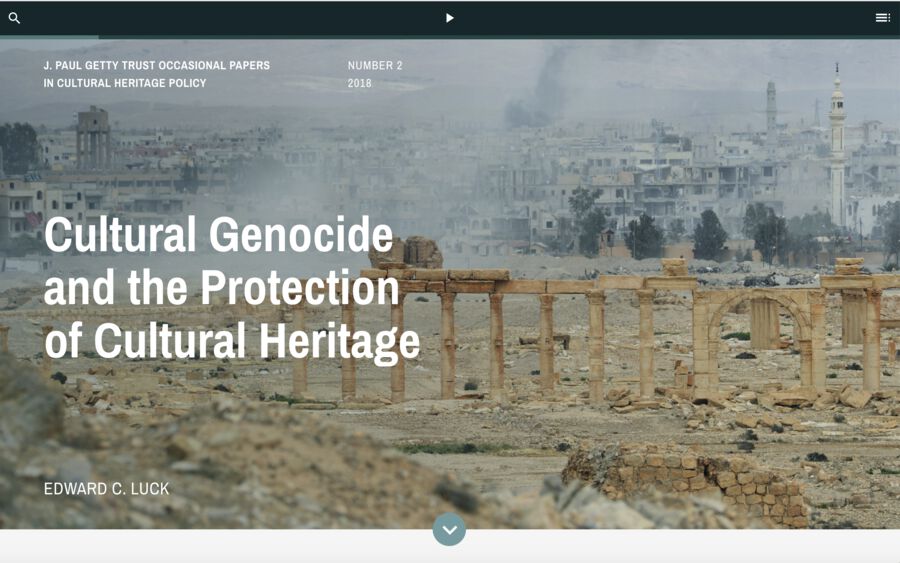 J. PAUL GETTY TRUST OCCASIONAL PAPERS
IN CULTURAL HERITAGE POLICY
NUMBER 2
2018
Cultural Genocide
and the Protection
of Cultural Heritage
EDWARD C. LUCK